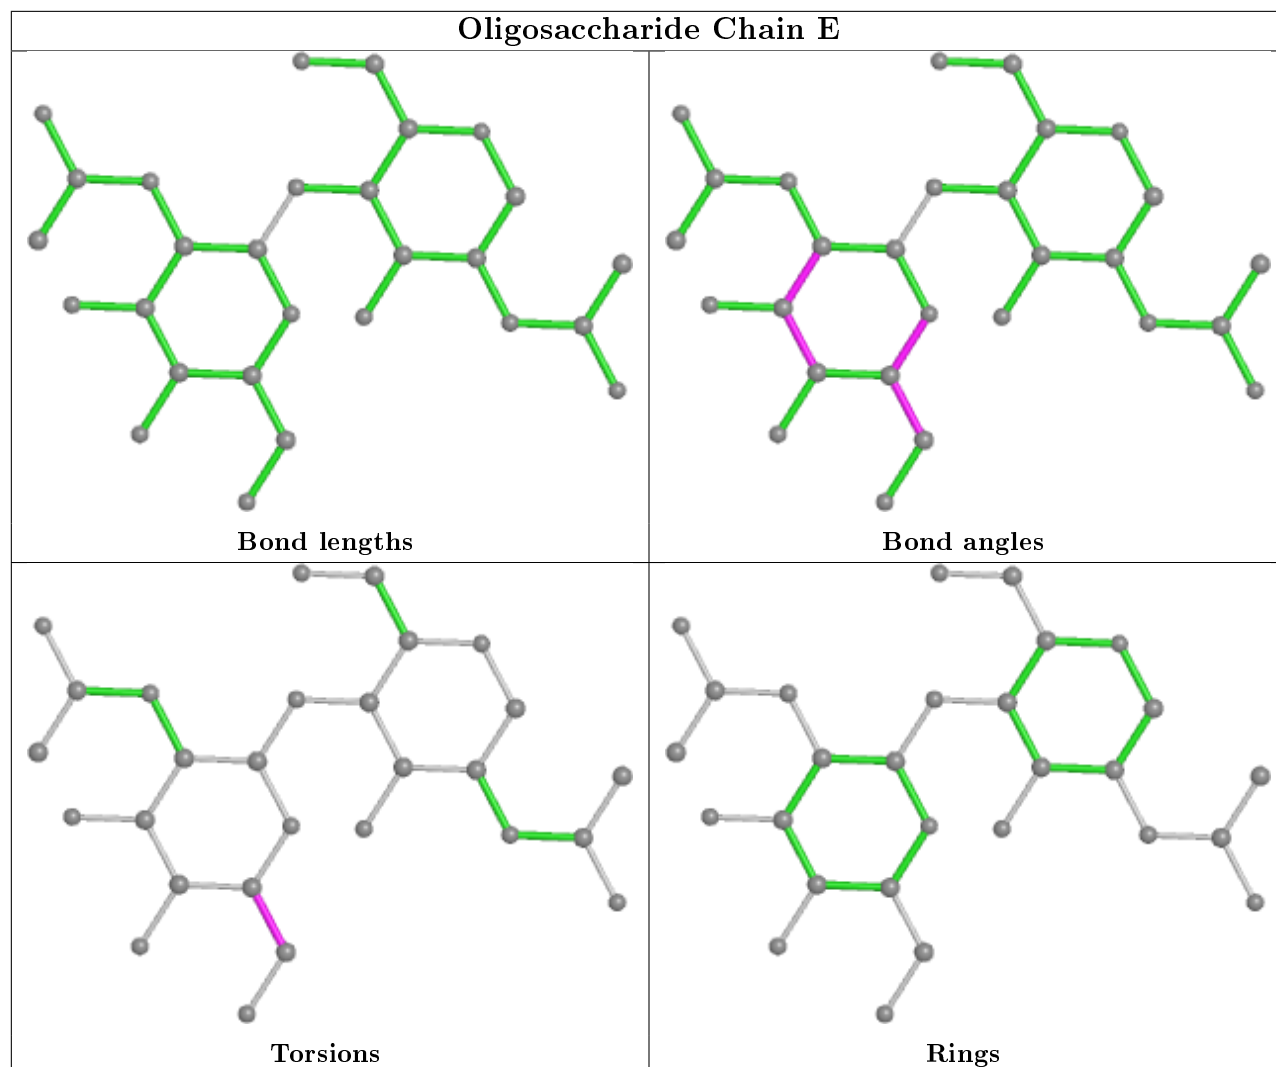 Oligosaccharide Chain E
Bond lengths
Bond angles
Torsions
Rings